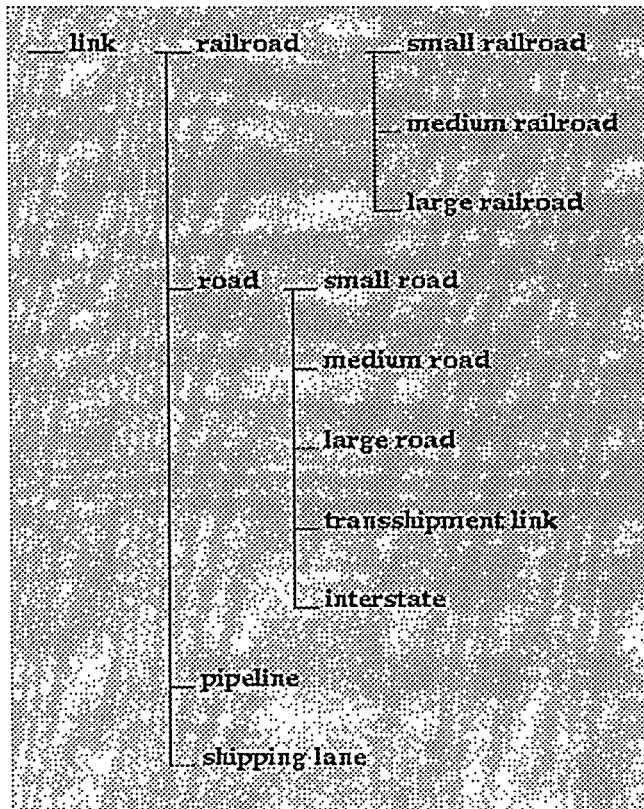 link railroad small railroad
medium railroad
large railroad
road small road
medium road
large road
transshipment link
interstate
pipeline
shipping lane